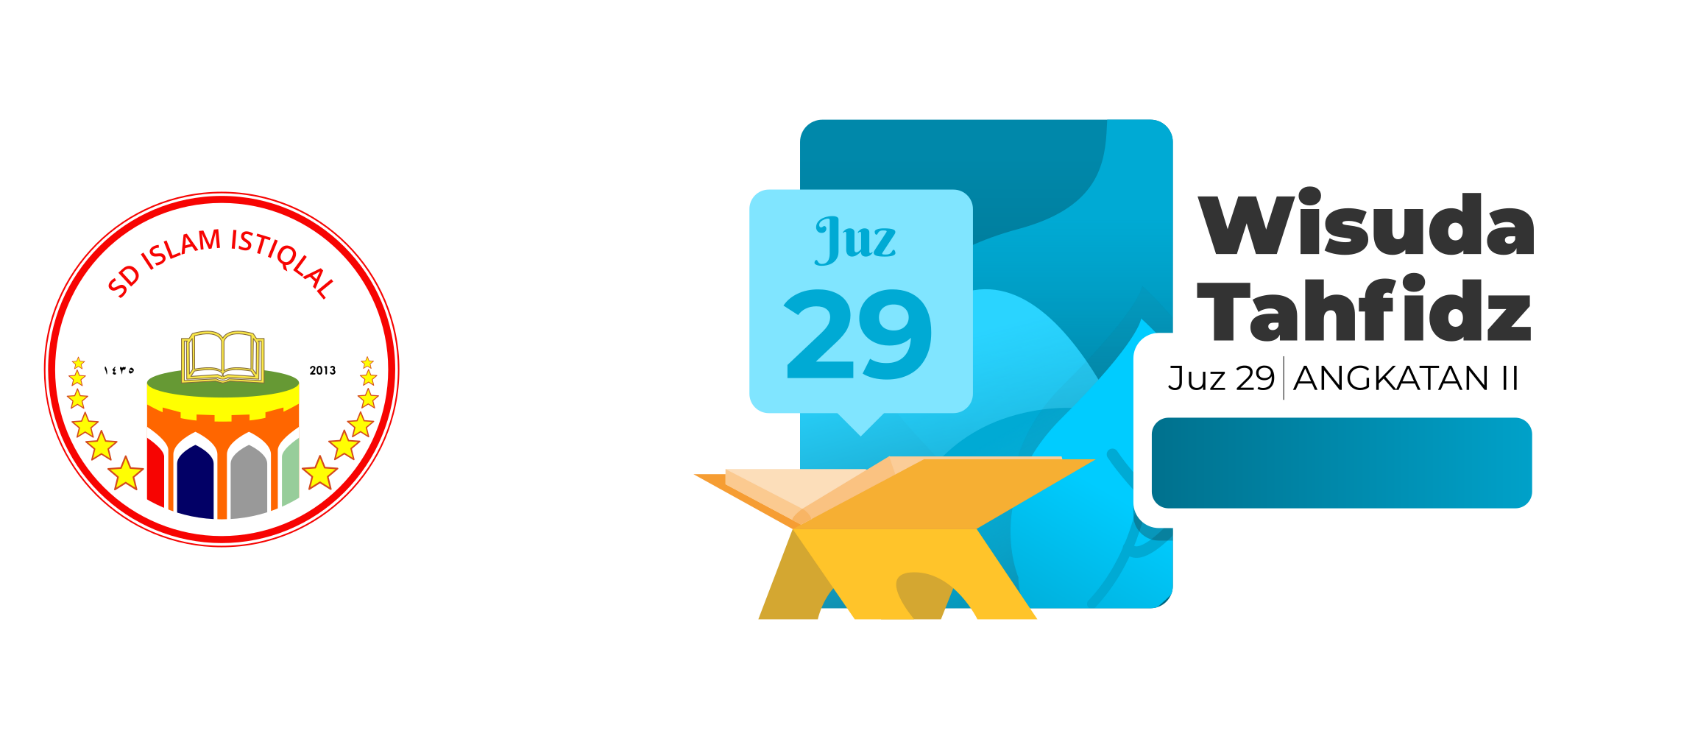 SD ISLAM ISTIQLAL
١٤٣٥
2013
Juz
29
Wisuda
Tahfidz
Juz 29 | ANGKATAN II